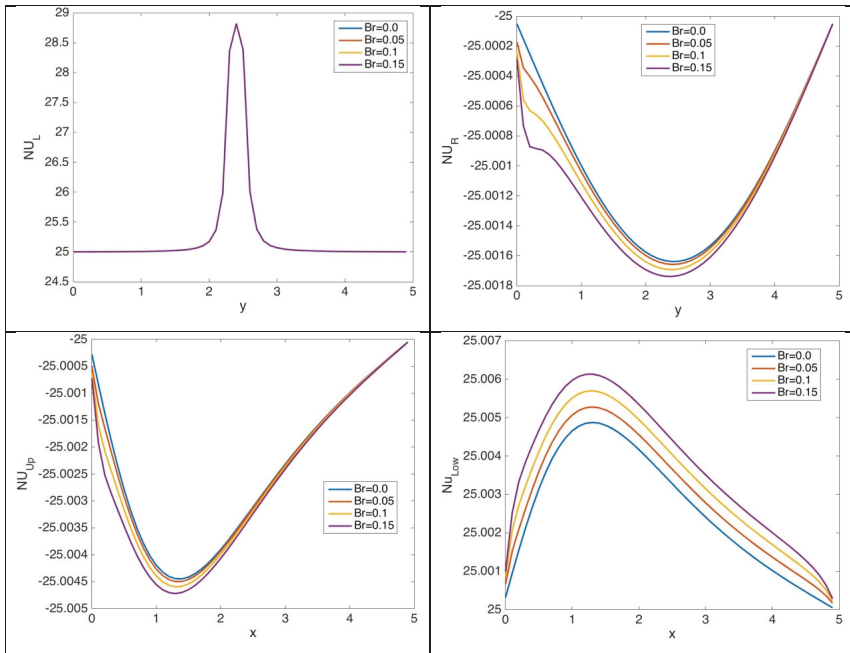 29
28.5
28
27.5
27
26.5
26
25.5
25
24.5
0 1 2 3 4 5
NU_L
y
Br=0.0
Br=0.05
Br=0.1
Br=0.15
-25
-25.0002
-25.0004
-25.0006
-25.0008
-25.001
-25.0012
-25.0014
-25.0016
-25.0018
0 1 2 3 4 5
NU_R
y
Br=0.0
Br=0.05
Br=0.1
Br=0.15
-25
-25.0005
-25.001
-25.0015
-25.002
-25.0025
-25.003
-25.0035
-25.004
-25.0045
-25.005
0 1 2 3 4 5
NU_Up
x
Br=0.0
Br=0.05
Br=0.1
Br=0.15
25.007
25.006
25.005
25.004
25.003
25.002
25.001
25
0 1 2 3 4 5
Nu_Low
x
Br=0.0
Br=0.05
Br=0.1
Br=0.15